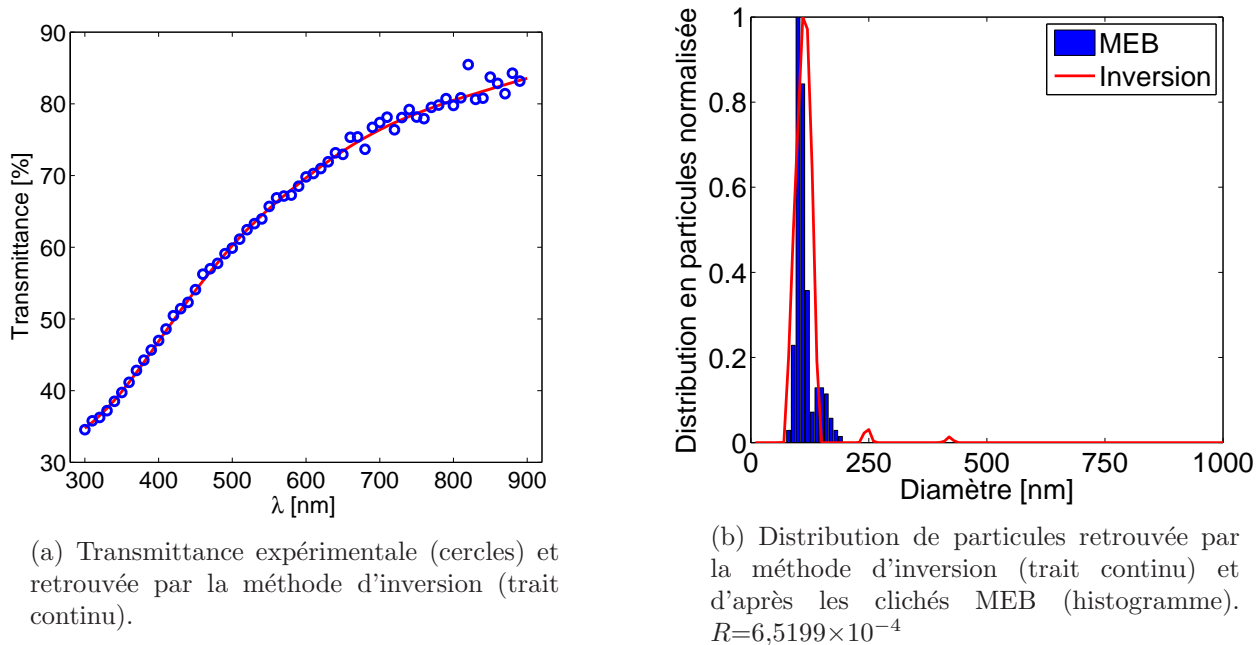 90
80
70
60
50
40
30
Transmittance [%]
300 400 500 600 700 800 900
λ [nm]
(a) Transmittance expérimentale (cercles) et
retrouvée par la méthode d'inversion (trait
continu).
1
0.8
0.6
0.4
0.2
0
Distribution en particules normalisée
MEB
Inversion
0 250 500 750 1000
Diamètre [nm]
(b) Distribution de particules retrouvée par
la méthode d'inversion (trait continu) et
d'après les clichés MEB (histogramme).
R=6,5199×10⁻⁴